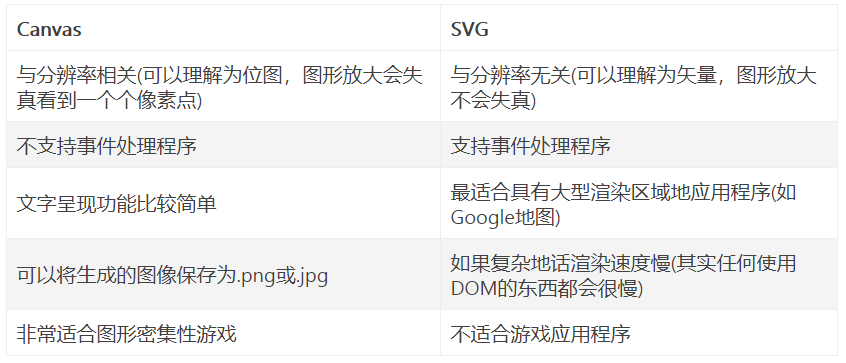 Canvas
SVG
与分辨率相关(可以理解为位图，图形放大会失
真看到一个个像素点)
与分辨率无关(可以理解为矢量，图形放大
不会失真)
不支持事件处理程序
支持事件处理程序
文字呈现功能比较简单
最适合具有大型渲染区域地应用程序(如
Google地图)
可以将生成的图像保存为.png或.jpg
如果复杂地话渲染速度慢(其实任何使用
DOM的东西都会很慢)
非常适合图形密集性游戏
不适合游戏应用程序